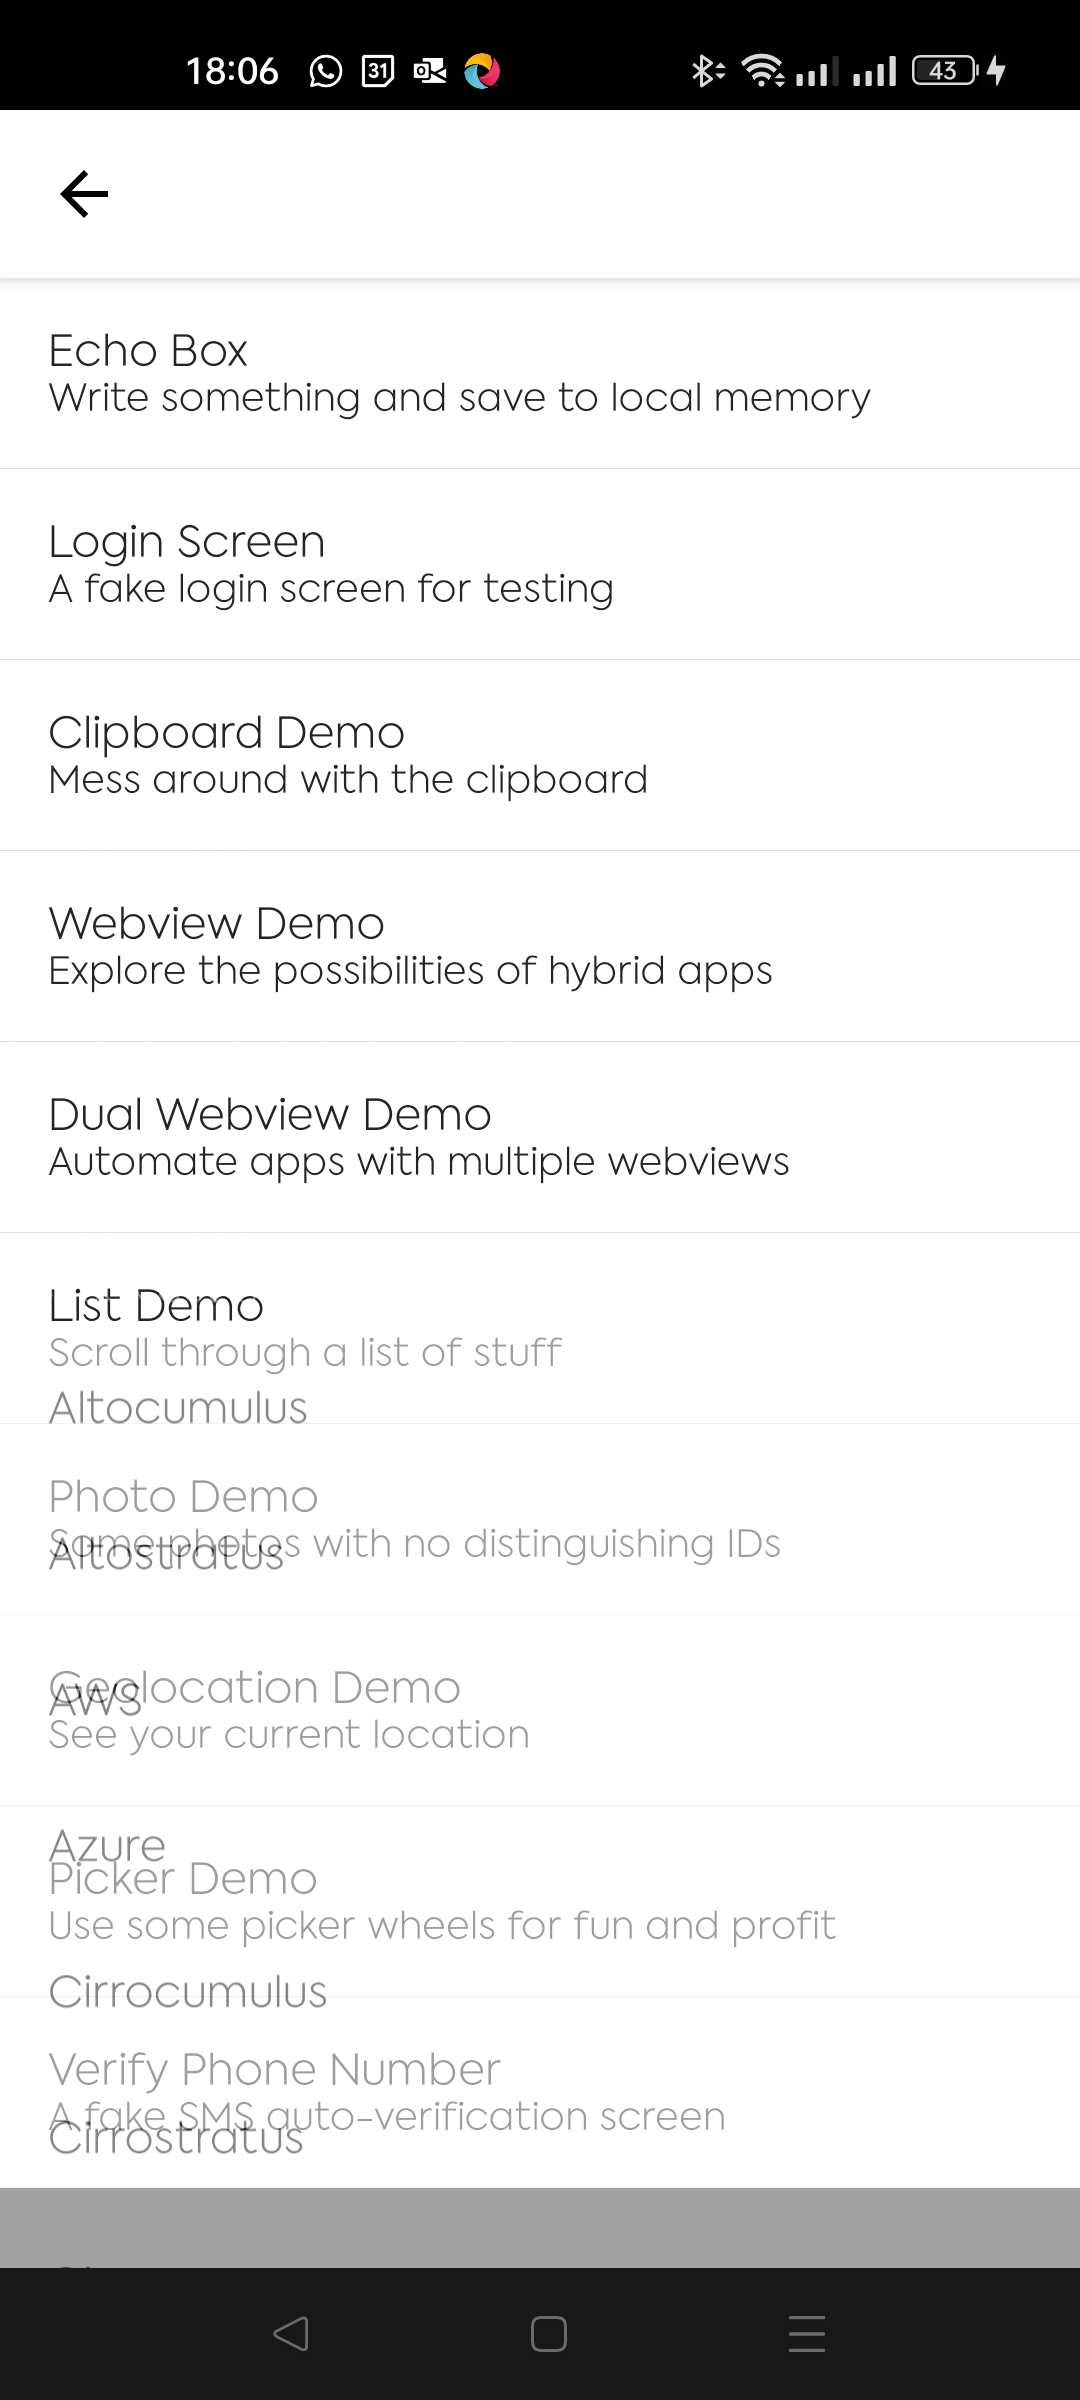 18:06
31
43
Echo Box
Write something and save to local memory
Login Screen
A fake login screen for testing
Clipboard Demo
Mess around with the clipboard
Webview Demo
Explore the possibilities of hybrid apps
Dual Webview Demo
Automate apps with multiple webviews
List Demo
Scroll through a list of stuff
Altocumulus
Photo Demo
Some photos with no distinguishing IDs
Altostratus
Geolocation Demo
AWS
See your current location
Azure
Picker Demo
Use some picker wheels for fun and profit
Cirrocumulus
Verify Phone Number
A fake SMS auto-verification screen
Cirrostratus